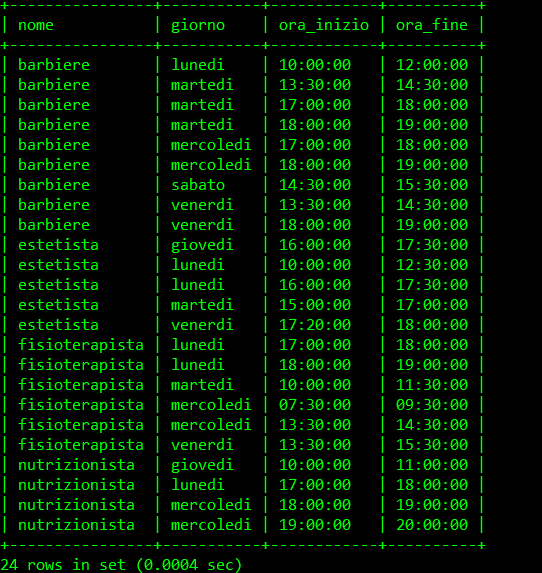 +----------------+-----------+------------+----------+
| nome           | giorno    | ora_inizio | ora_fine |
+----------------+-----------+------------+----------+
| barbiere       | lunedi    | 10:00:00   | 12:00:00 |
| barbiere       | martedi   | 13:30:00   | 14:30:00 |
| barbiere       | martedi   | 17:00:00   | 18:00:00 |
| barbiere       | martedi   | 18:00:00   | 19:00:00 |
| barbiere       | mercoledi | 17:00:00   | 18:00:00 |
| barbiere       | mercoledi | 18:00:00   | 19:00:00 |
| barbiere       | sabato    | 14:30:00   | 15:30:00 |
| barbiere       | venerdi   | 13:30:00   | 14:30:00 |
| barbiere       | venerdi   | 18:00:00   | 19:00:00 |
| estetista      | giovedi   | 16:00:00   | 17:30:00 |
| estetista      | lunedi    | 10:00:00   | 12:30:00 |
| estetista      | lunedi    | 16:00:00   | 17:30:00 |
| estetista      | martedi   | 15:00:00   | 17:00:00 |
| estetista      | venerdi   | 17:20:00   | 18:00:00 |
| fisioterapista | lunedi    | 17:00:00   | 18:00:00 |
| fisioterapista | lunedi    | 18:00:00   | 19:00:00 |
| fisioterapista | martedi   | 10:00:00   | 11:30:00 |
| fisioterapista | mercoledi | 07:30:00   | 09:30:00 |
| fisioterapista | mercoledi | 13:30:00   | 14:30:00 |
| fisioterapista | venerdi   | 13:30:00   | 15:30:00 |
| nutrizionista  | giovedi   | 10:00:00   | 11:00:00 |
| nutrizionista  | lunedi    | 17:00:00   | 18:00:00 |
| nutrizionista  | mercoledi | 18:00:00   | 19:00:00 |
| nutrizionista  | mercoledi | 19:00:00   | 20:00:00 |
+----------------+-----------+------------+----------+
24 rows in set (0.0004 sec)